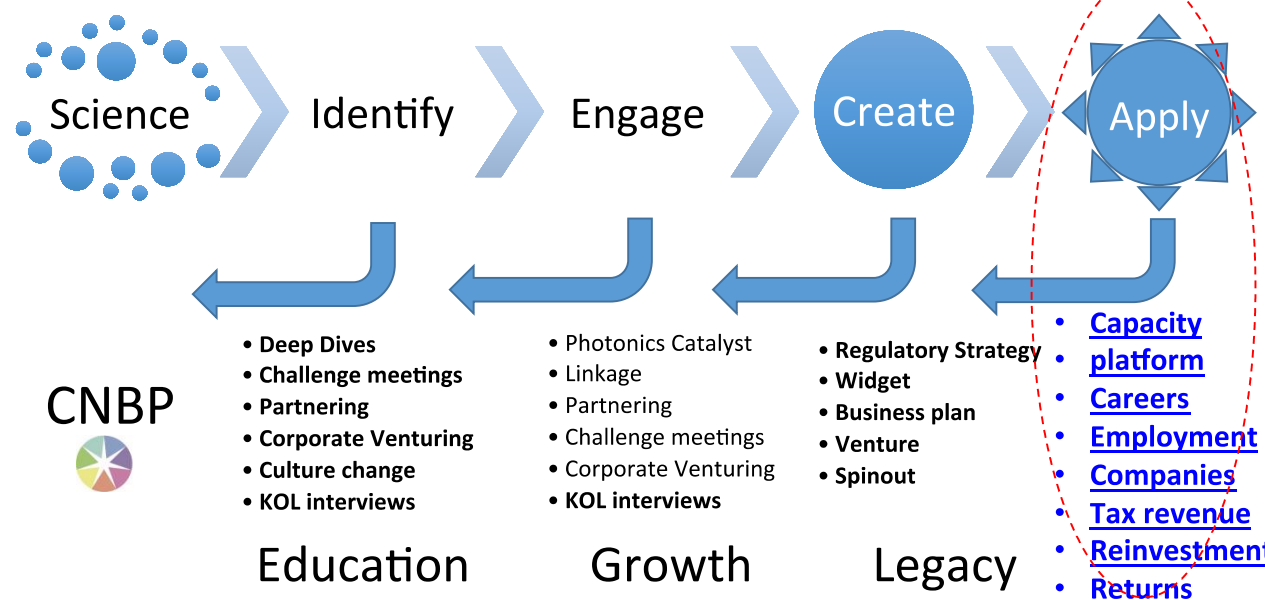 Science
Identify
Engage
Create
Apply
CNBP
• Deep Dives
• Challenge meetings
• Partnering
• Corporate Venturing
• Culture change
• KOL interviews
Education
• Photonics Catalyst
• Linkage
• Partnering
• Challenge meetings
• Corporate Venturing
• KOL interviews
Growth
• Regulatory Strategy
• Widget
• Business plan
• Venture
• Spinout
Legacy
• Capacity
• platform
• Careers
• Employment
• Companies
• Tax revenue
• Reinvestment
• Returns